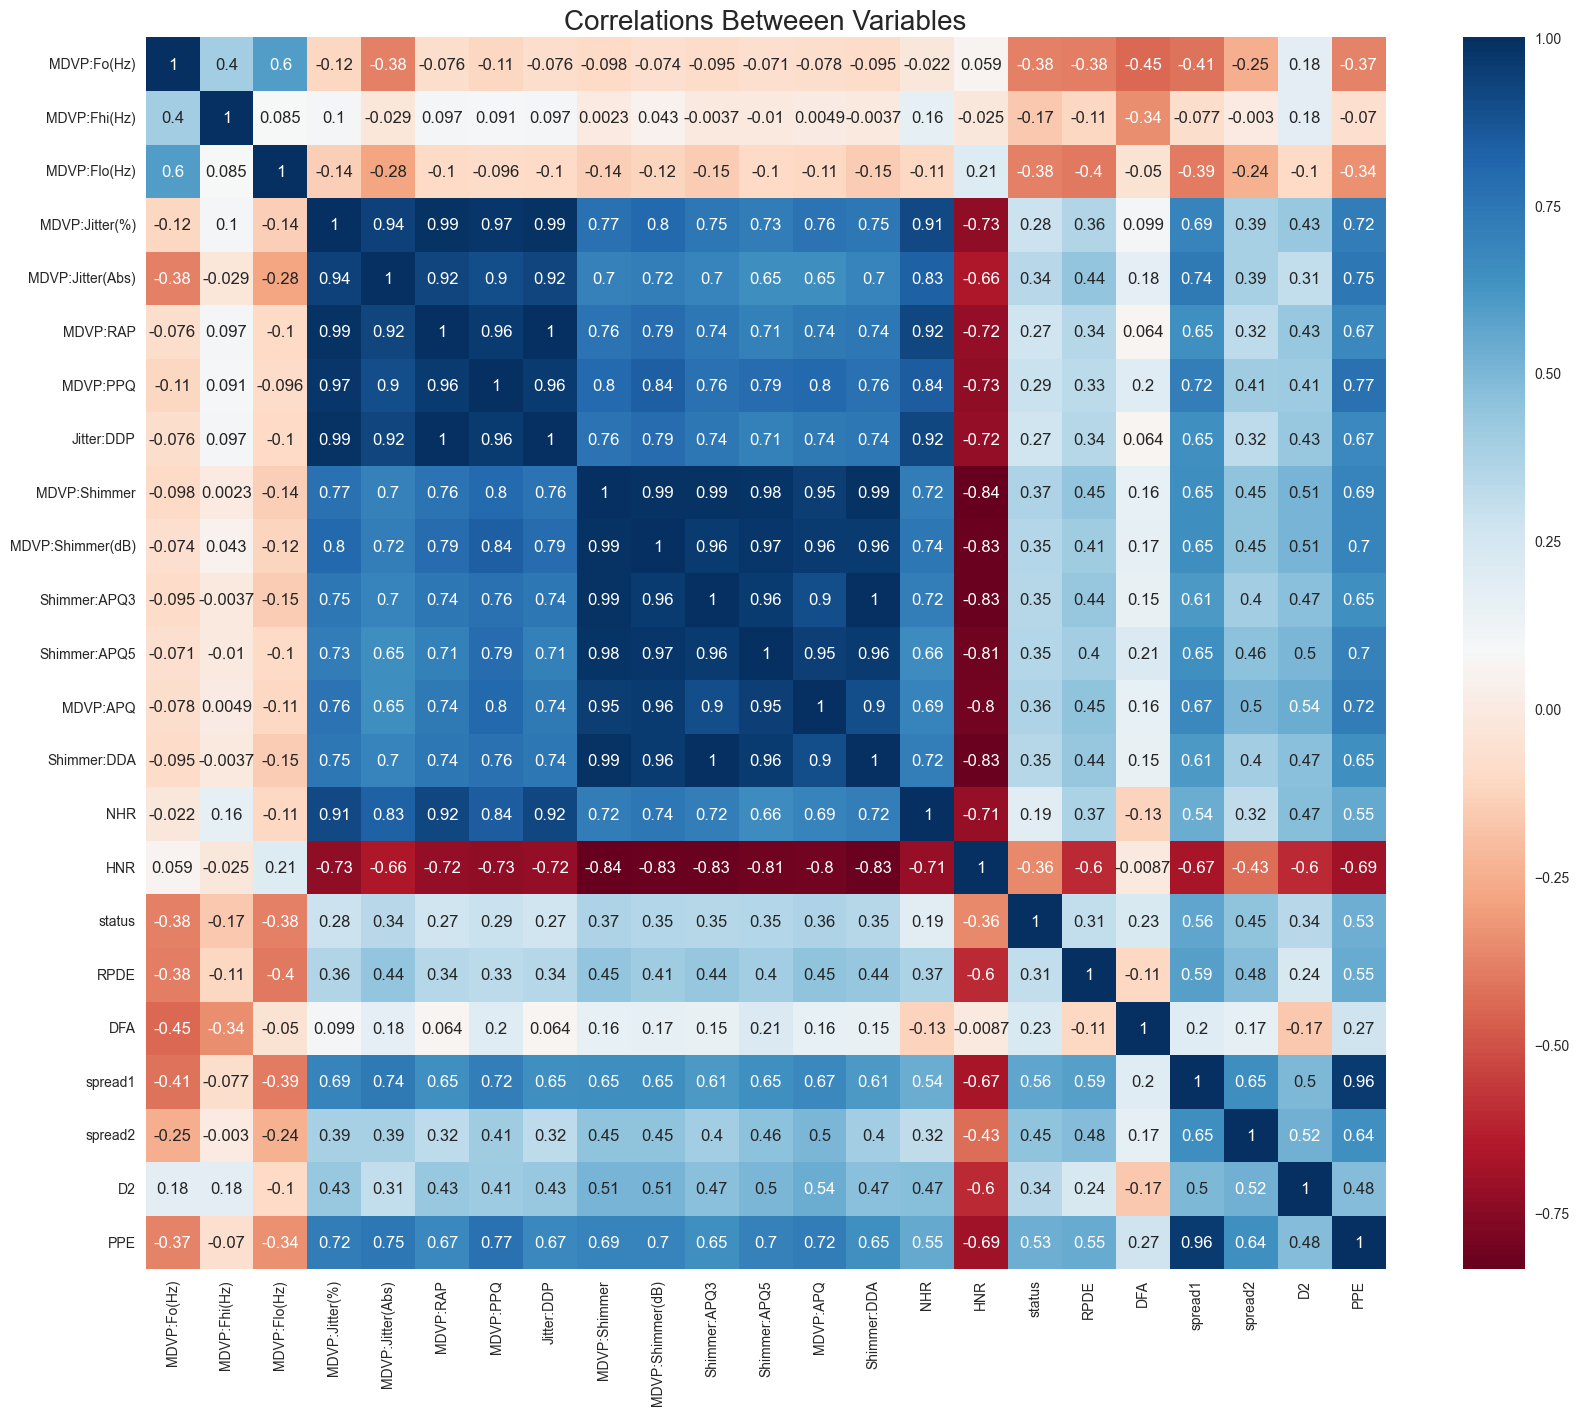 Correlations Betweeen Variables
MDVP:Fo(Hz) 1 0.4 0.6 -0.12 -0.38 -0.076 -0.11 -0.076 -0.098 -0.074 -0.095 -0.071 -0.078 -0.095 -0.022 0.059 -0.38 -0.38 -0.45 -0.41 -0.25 0.18 -0.37
MDVP:Fhi(Hz) 0.4 1 0.085 0.1 -0.029 0.097 0.091 0.097 0.0023 0.043 -0.0037 -0.01 0.0049 -0.0037 0.16 -0.025 -0.17 -0.11 -0.34 -0.077 -0.003 0.18 -0.07
MDVP:Flo(Hz) 0.6 0.085 1 -0.14 -0.28 -0.1 -0.096 -0.1 -0.14 -0.12 -0.15 -0.1 -0.11 -0.15 -0.11 0.21 -0.38 -0.4 -0.05 -0.39 -0.24 -0.1 -0.34
MDVP:Jitter(%) -0.12 0.1 -0.14 1 0.94 0.99 0.97 0.99 0.77 0.8 0.75 0.73 0.76 0.75 0.91 -0.73 0.28 0.36 0.099 0.69 0.39 0.43 0.72
MDVP:Jitter(Abs) -0.38 -0.029 -0.28 0.94 1 0.92 0.9 0.92 0.7 0.72 0.7 0.65 0.65 0.7 0.83 -0.66 0.34 0.44 0.18 0.74 0.39 0.31 0.75
MDVP:RAP -0.076 0.097 -0.1 0.99 0.92 1 0.96 1 0.76 0.79 0.74 0.71 0.74 0.74 0.92 -0.72 0.27 0.34 0.064 0.65 0.32 0.43 0.67
MDVP:PPQ -0.11 0.091 -0.096 0.97 0.9 0.96 1 0.96 0.8 0.84 0.76 0.79 0.8 0.76 0.84 -0.73 0.29 0.33 0.2 0.72 0.41 0.41 0.77
Jitter:DDP -0.076 0.097 -0.1 0.99 0.92 1 0.96 1 0.76 0.79 0.74 0.71 0.74 0.74 0.92 -0.72 0.27 0.34 0.064 0.65 0.32 0.43 0.67
MDVP:Shimmer -0.098 0.0023 -0.14 0.77 0.7 0.76 0.8 0.76 1 0.99 0.99 0.98 0.95 0.99 0.72 -0.84 0.37 0.45 0.16 0.65 0.45 0.51 0.69
MDVP:Shimmer(dB) -0.074 0.043 -0.12 0.8 0.72 0.79 0.84 0.79 0.99 1 0.96 0.97 0.96 0.96 0.74 -0.83 0.35 0.41 0.17 0.65 0.45 0.51 0.7
Shimmer:APQ3 -0.095 -0.0037 -0.15 0.75 0.7 0.74 0.76 0.74 0.99 0.96 1 0.96 0.9 1 0.72 -0.83 0.35 0.44 0.15 0.61 0.4 0.47 0.65
Shimmer:APQ5 -0.071 -0.01 -0.1 0.73 0.65 0.71 0.79 0.71 0.98 0.97 0.96 1 0.95 0.96 0.66 -0.81 0.35 0.4 0.21 0.65 0.46 0.5 0.7
MDVP:APQ -0.078 0.0049 -0.11 0.76 0.65 0.74 0.8 0.74 0.95 0.96 0.9 0.95 1 0.9 0.69 -0.8 0.36 0.45 0.16 0.67 0.5 0.54 0.72
Shimmer:DDA -0.095 -0.0037 -0.15 0.75 0.7 0.74 0.76 0.74 0.99 0.96 1 0.96 0.9 1 0.72 -0.83 0.35 0.44 0.15 0.61 0.4 0.47 0.65
NHR -0.022 0.16 -0.11 0.91 0.83 0.92 0.84 0.92 0.72 0.74 0.72 0.66 0.69 0.72 1 -0.71 0.19 0.37 -0.13 0.54 0.32 0.47 0.55
HNR 0.059 -0.025 0.21 -0.73 -0.66 -0.72 -0.73 -0.72 -0.84 -0.83 -0.83 -0.81 -0.8 -0.83 -0.71 1 -0.36 -0.6 -0.0087 -0.67 -0.43 -0.6 -0.69
status -0.38 -0.17 -0.38 0.28 0.34 0.27 0.29 0.27 0.37 0.35 0.35 0.35 0.36 0.35 0.19 -0.36 1 0.31 0.23 0.56 0.45 0.34 0.53
RPDE -0.38 -0.11 -0.4 0.36 0.44 0.34 0.33 0.34 0.45 0.41 0.44 0.4 0.45 0.44 0.37 -0.6 0.31 1 -0.11 0.59 0.48 0.24 0.55
DFA -0.45 -0.34 -0.05 0.099 0.18 0.064 0.2 0.064 0.16 0.17 0.15 0.21 0.16 0.15 -0.13 -0.0087 0.23 -0.11 1 0.2 0.17 -0.17 0.27
spread1 -0.41 -0.077 -0.39 0.69 0.74 0.65 0.72 0.65 0.65 0.65 0.61 0.65 0.67 0.61 0.54 -0.67 0.56 0.59 0.2 1 0.65 0.5 0.96
spread2 -0.25 -0.003 -0.24 0.39 0.39 0.32 0.41 0.32 0.45 0.45 0.4 0.46 0.5 0.4 0.32 -0.43 0.45 0.48 0.17 0.65 1 0.52 0.64
D2 0.18 0.18 -0.1 0.43 0.31 0.43 0.41 0.43 0.51 0.51 0.47 0.5 0.54 0.47 0.47 -0.6 0.34 0.24 -0.17 0.5 0.52 1 0.48
PPE -0.37 -0.07 -0.34 0.72 0.75 0.67 0.77 0.67 0.69 0.7 0.65 0.7 0.72 0.65 0.55 -0.69 0.53 0.55 0.27 0.96 0.64 0.48 1
MDVP:Fo(Hz) MDVP:Fhi(Hz) MDVP:Flo(Hz) MDVP:Jitter(%) MDVP:Jitter(Abs) MDVP:RAP MDVP:PPQ Jitter:DDP MDVP:Shimmer MDVP:Shimmer(dB) Shimmer:APQ3 Shimmer:APQ5 MDVP:APQ Shimmer:DDA NHR HNR status RPDE DFA spread1 spread2 D2 PPE
1.00
0.75
0.50
0.25
0.00
−0.25
−0.50
−0.75